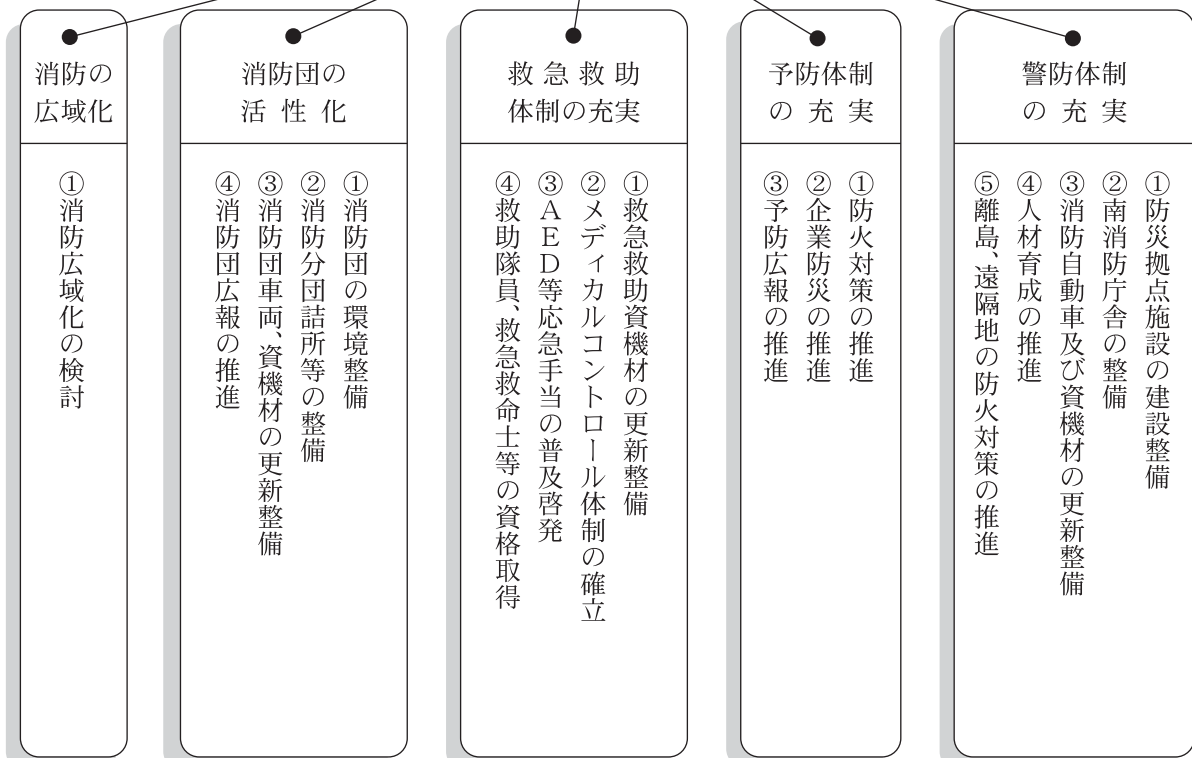 警防体制
の充実
①防災拠点施設の建設整備
②南消防庁舎の整備
③消防自動車及び資機材の更新整備
④人材育成の推進
⑤離島、遠隔地の防火対策の推進
予防体制
の充実
①防火対策の推進
②企業防災の推進
③予防広報の推進
救急救助
体制の充実
①救急救助資機材の更新整備
②メディカルコントロール体制の確立
③AED等応急手当の普及啓発
④救助隊員、救急救命士等の資格取得
消防団の
活性化
①消防団の環境整備
②消防分団詰所等の整備
③消防団車両、資機材の更新整備
④消防団広報の推進
消防の
広域化
①消防広域化の検討